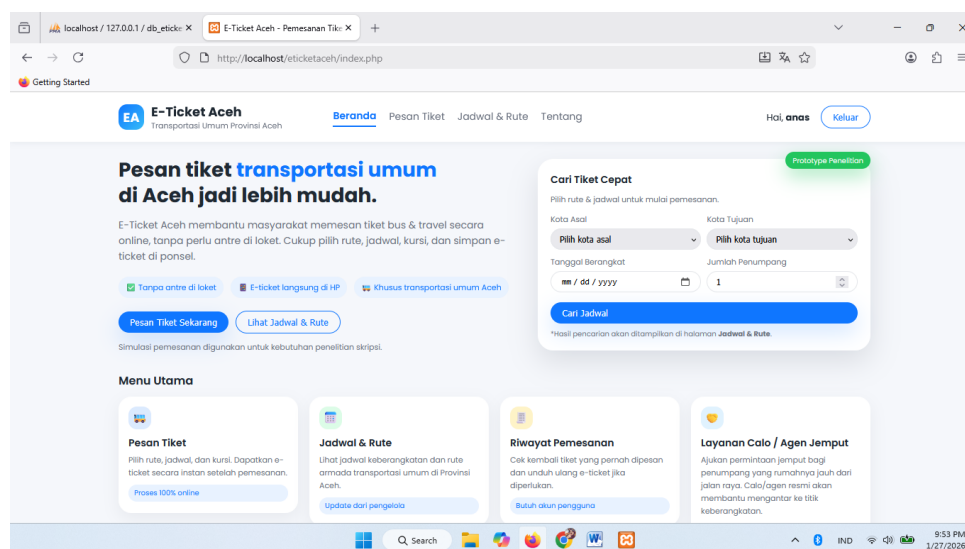 localhost / 127.0.0.1 / db_eticke
E-Ticket Aceh - Pemesanan Tike
http://localhost/eticketaceh/index.php
Getting Started
EA
E-Ticket Aceh
Transportasi Umum Provinsi Aceh
Beranda
Pesan Tiket
Jadwal & Rute
Tentang
Hai, anas
Keluar
Pesan tiket transportasi umum
di Aceh jadi lebih mudah.
E-Ticket Aceh membantu masyarakat memesan tiket bus & travel secara
online, tanpa perlu antre di loket. Cukup pilih rute, jadwal, kursi, dan simpan e-
ticket di ponsel.
Tanpa antre di loket
E-ticket langsung di HP
Khusus transportasi umum Aceh
Pesan Tiket Sekarang
Lihat Jadwal & Rute
Simulasi pemesanan digunakan untuk kebutuhan penelitian skripsi.
Prototype Penelitian
Cari Tiket Cepat
Pilih rute & jadwal untuk mulai pemesanan.
Kota Asal
Kota Tujuan
Pilih kota asal
Pilih kota tujuan
Tanggal Berangkat
Jumlah Penumpang
mm / dd / yyyy
1
Cari Jadwal
*Hasil pencarian akan ditampilkan di halaman Jadwal & Rute.
Menu Utama
Pesan Tiket
Pilih rute, jadwal, dan kursi. Dapatkan e-
ticket secara instan setelah pemesanan.
Proses 100% online
Jadwal & Rute
Lihat jadwal keberangkatan dan rute
armada transportasi umum di Provinsi
Aceh.
Update dari pengelola
Riwayat Pemesanan
Cek kembali tiket yang pernah dipesan
dan unduh ulang e-ticket jika
diperlukan.
Butuh akun pengguna
Layanan Calo / Agen Jemput
Ajukan permintaan jemput bagi
penumpang yang rumahnya jauh dari
jalan raya. Calo/agen resmi akan
membantu mengantar ke titik
keberangkatan.
Search
IND
9:53 PM
1/27/2026